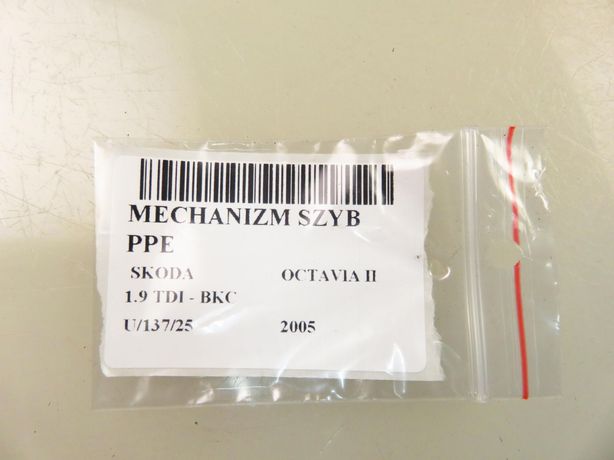 MECHANIZM SZYB
PPE
SKODA OCTAVIA II
1.9 TDI - BKC
U/137/25 2005